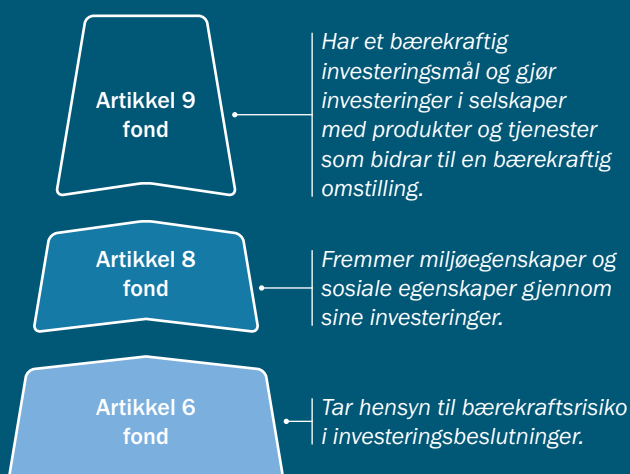 Artikkel 9
fond
Har et bærekraftig
investeringsmål og gjør
investeringer i selskaper
med produkter og tjenester
som bidrar til en bærekraftig
omstilling.
Artikkel 8
fond
Fremmer miljøegenskaper og
sosiale egenskaper gjennom
sine investeringer.
Artikkel 6
fond
Tar hensyn til bærekraftsrisiko
i investeringsbeslutninger.